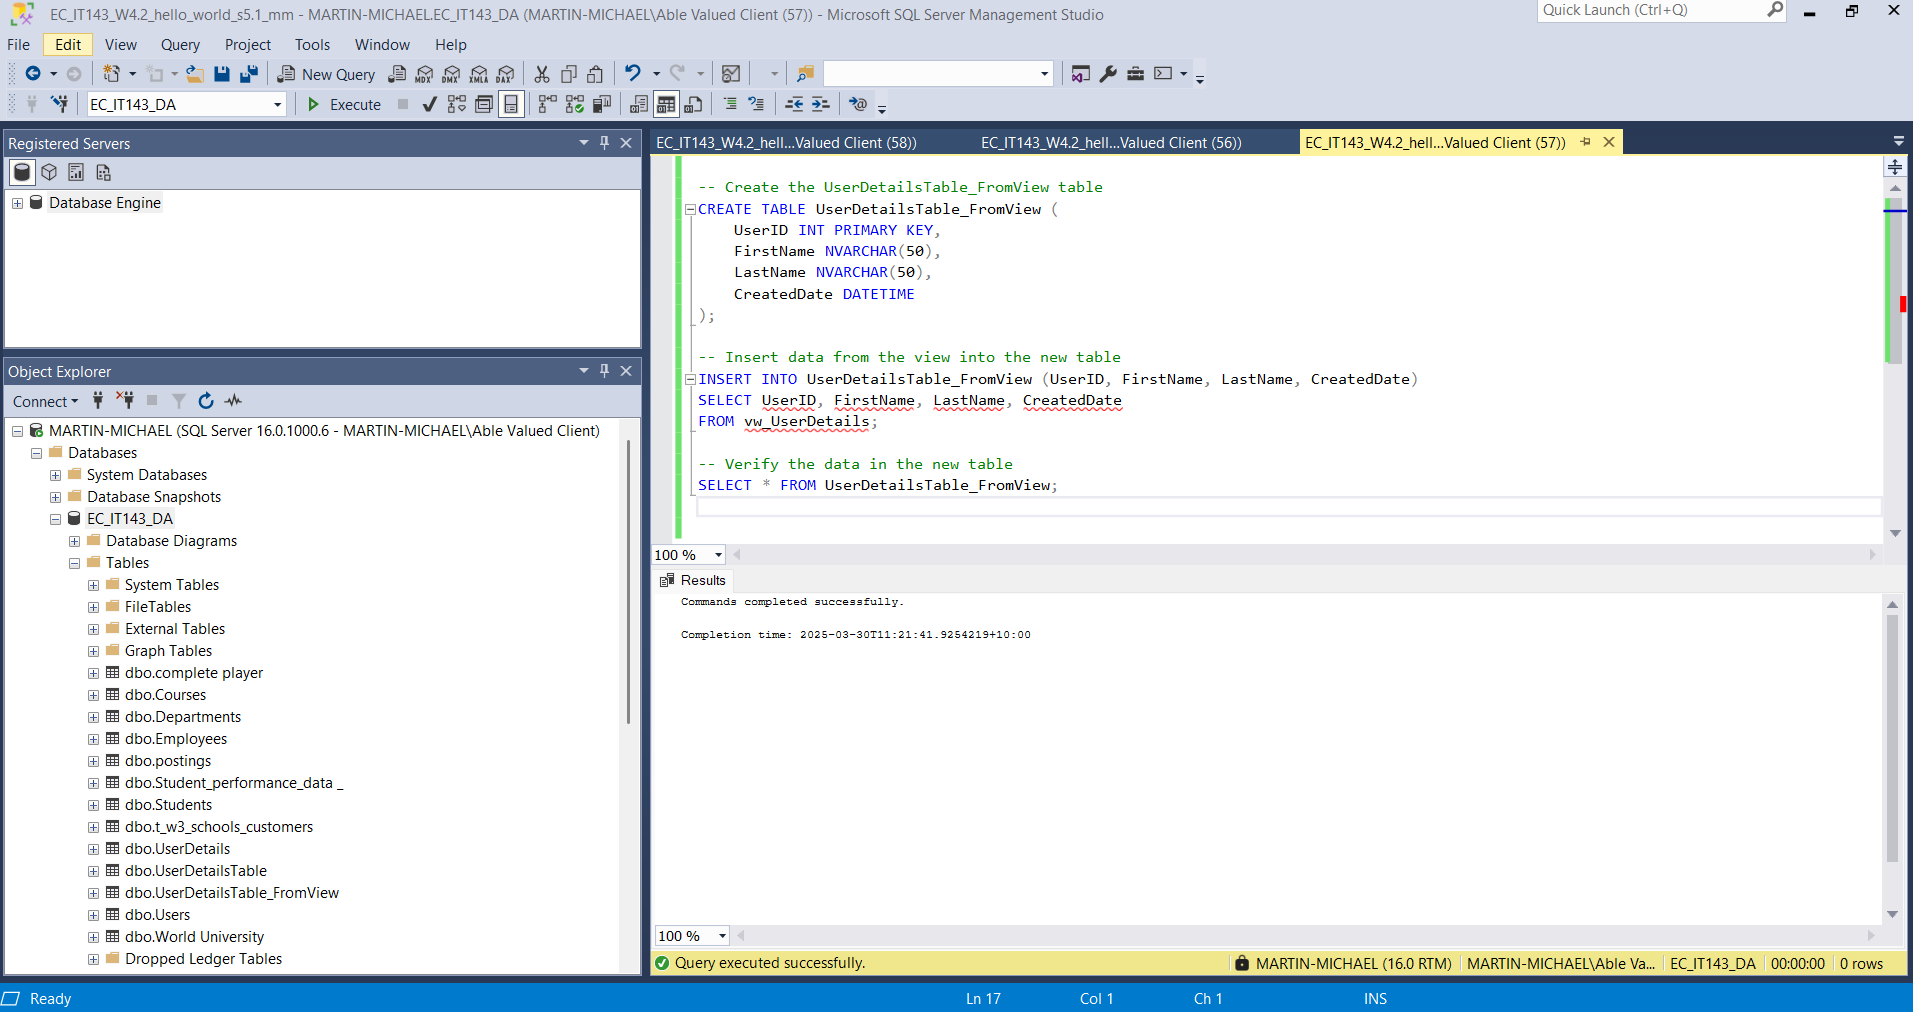 EC_IT143_W4.2_hello_world_s5.1_mm - MARTIN-MICHAEL.EC_IT143_DA (MARTIN-MICHAEL\Able Valued Client (57)) - Microsoft SQL Server Management Studio
Quick Launch (Ctrl+Q)
File Edit View Query Project Tools Window Help
New Query MDX DMX XMLA DAX
EC_IT143_DA Execute
Registered Servers
Database Engine
Object Explorer
Connect
MARTIN-MICHAEL (SQL Server 16.0.1000.6 - MARTIN-MICHAEL\Able Valued Client)
Databases
System Databases
Database Snapshots
EC_IT143_DA
Database Diagrams
Tables
System Tables
FileTables
External Tables
Graph Tables
dbo.complete player
dbo.Courses
dbo.Departments
dbo.Employees
dbo.postings
dbo.Student_performance_data _
dbo.Students
dbo.t_w3_schools_customers
dbo.UserDetails
dbo.UserDetailsTable
dbo.UserDetailsTable_FromView
dbo.Users
dbo.World University
Dropped Ledger Tables
EC_IT143_W4.2_hell...Valued Client (58)) EC_IT143_W4.2_hell...Valued Client (56)) EC_IT143_W4.2_hell...Valued Client (57))
-- Create the UserDetailsTable_FromView table
CREATE TABLE UserDetailsTable_FromView (
UserID INT PRIMARY KEY,
FirstName NVARCHAR(50),
LastName NVARCHAR(50),
CreatedDate DATETIME
);
-- Insert data from the view into the new table
INSERT INTO UserDetailsTable_FromView (UserID, FirstName, LastName, CreatedDate)
SELECT UserID, FirstName, LastName, CreatedDate
FROM vw_UserDetails;
-- Verify the data in the new table
SELECT * FROM UserDetailsTable_FromView;
100 %
Results
Commands completed successfully.
Completion time: 2025-03-30T11:21:41.9254219+10:00
100 %
Query executed successfully. MARTIN-MICHAEL (16.0 RTM) MARTIN-MICHAEL\Able Va... EC_IT143_DA 00:00:00 0 rows
Ready Ln 17 Col 1 Ch 1 INS